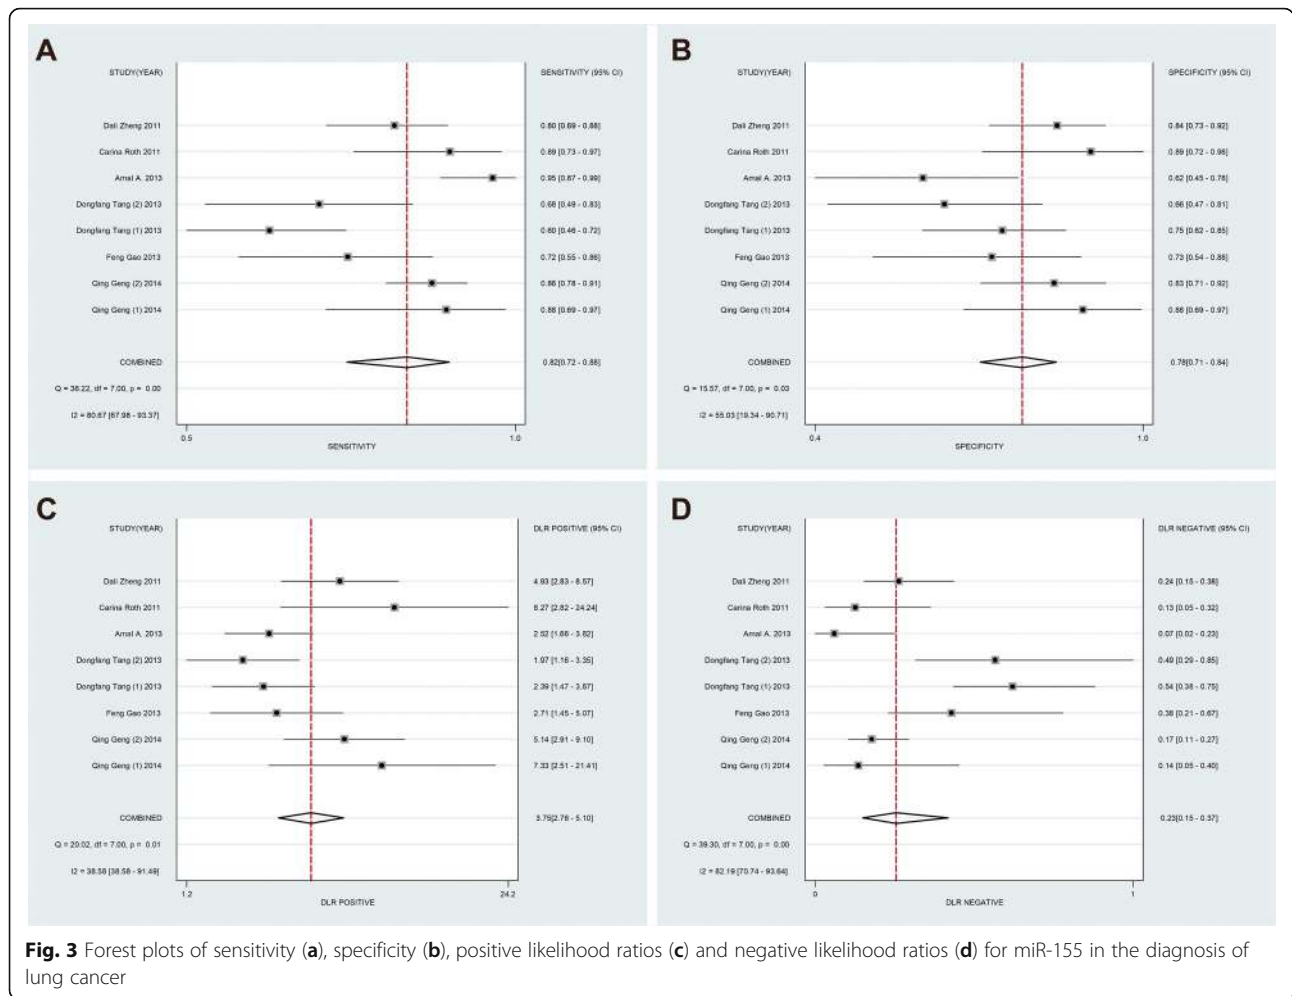 A
STUDY(YEAR) SENSITIVITY (95% CI)
Dali Zheng 2011 0.80 [0.69 - 0.88]
Carina Roth 2011 0.89 [0.73 - 0.97]
Amal A. 2013 0.95 [0.87 - 0.99]
Dongfang Tang (2) 2013 0.68 [0.49 - 0.83]
Dongfang Tang (1) 2013 0.60 [0.46 - 0.72]
Feng Gao 2013 0.72 [0.55 - 0.86]
Qing Geng (2) 2014 0.86 [0.78 - 0.91]
Qing Geng (1) 2014 0.88 [0.69 - 0.97]
COMBINED 0.82[0.72 - 0.88]
Q = 36.22, df = 7.00, p = 0.00
I2 = 80.67 [67.98 - 93.37]
0.5 1.0
SENSITIVITY
B
STUDY(YEAR) SPECIFICITY (95% CI)
Dali Zheng 2011 0.84 [0.73 - 0.92]
Carina Roth 2011 0.89 [0.72 - 0.98]
Amal A. 2013 0.62 [0.45 - 0.78]
Dongfang Tang (2) 2013 0.66 [0.47 - 0.81]
Dongfang Tang (1) 2013 0.75 [0.62 - 0.85]
Feng Gao 2013 0.73 [0.54 - 0.88]
Qing Geng (2) 2014 0.83 [0.71 - 0.92]
Qing Geng (1) 2014 0.88 [0.69 - 0.97]
COMBINED 0.78[0.71 - 0.84]
Q = 15.57, df = 7.00, p = 0.03
I2 = 55.03 [19.34 - 90.71]
0.4 1.0
SPECIFICITY
C
STUDY(YEAR) DLR POSITIVE (95% CI)
Dali Zheng 2011 4.93 [2.83 - 8.57]
Carina Roth 2011 8.27 [2.82 - 24.24]
Amal A. 2013 2.52 [1.66 - 3.82]
Dongfang Tang (2) 2013 1.97 [1.16 - 3.35]
Dongfang Tang (1) 2013 2.39 [1.47 - 3.87]
Feng Gao 2013 2.71 [1.45 - 5.07]
Qing Geng (2) 2014 5.14 [2.91 - 9.10]
Qing Geng (1) 2014 7.33 [2.51 - 21.41]
COMBINED 3.75[2.76 - 5.10]
Q = 20.02, df = 7.00, p = 0.01
I2 = 38.58 [38.58 - 91.49]
1.2 24.2
DLR POSITIVE
D
STUDY(YEAR) DLR NEGATIVE (95% CI)
Dali Zheng 2011 0.24 [0.15 - 0.38]
Carina Roth 2011 0.13 [0.05 - 0.32]
Amal A. 2013 0.07 [0.02 - 0.23]
Dongfang Tang (2) 2013 0.49 [0.29 - 0.85]
Dongfang Tang (1) 2013 0.54 [0.38 - 0.75]
Feng Gao 2013 0.38 [0.21 - 0.67]
Qing Geng (2) 2014 0.17 [0.11 - 0.27]
Qing Geng (1) 2014 0.14 [0.05 - 0.40]
COMBINED 0.23[0.15 - 0.37]
Q = 39.30, df = 7.00, p = 0.00
I2 = 82.19 [70.74 - 93.64]
0 1
DLR NEGATIVE
Fig. 3 Forest plots of sensitivity (a), specificity (b), positive likelihood ratios (c) and negative likelihood ratios (d) for miR-155 in the diagnosis of
lung cancer